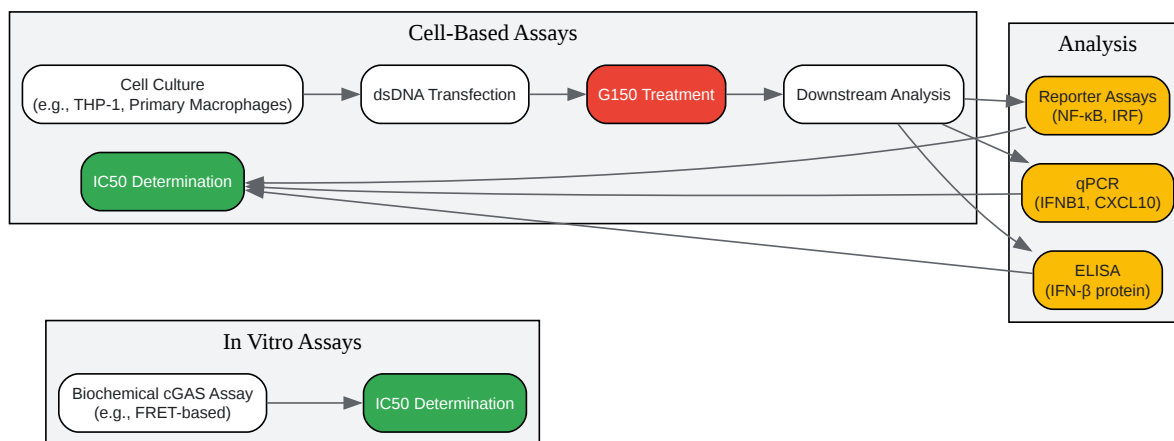 Cell-Based Assays
Cell Culture
(e.g., THP-1, Primary Macrophages)
dsDNA Transfection
G150 Treatment
Downstream Analysis
IC50 Determination
Analysis
Reporter Assays
(NF-κB, IRF)
qPCR
(IFNB1, CXCL10)
ELISA
(IFN-β protein)
In Vitro Assays
Biochemical cGAS Assay
(e.g., FRET-based)
IC50 Determination